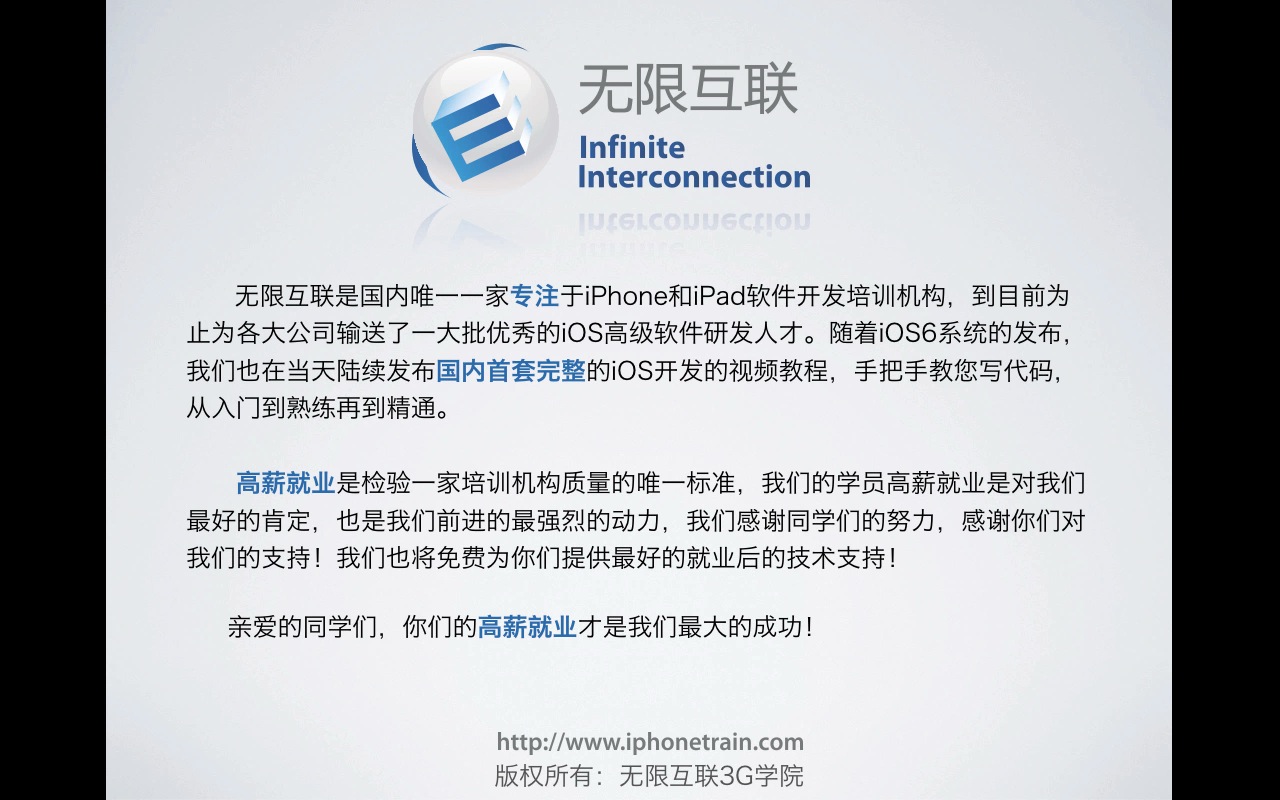 无限互联
Infinite
Interconnection
无限互联是国内唯一一家专注于iPhone和iPad软件开发培训机构，到目前为
止为各大公司输送了一大批优秀的iOS高级软件研发人才。随着iOS6系统的发布，
我们也在当天陆续发布国内首套完整的iOS开发的视频教程，手把手教您写代码，
从入门到熟练再到精通。
高薪就业是检验一家培训机构质量的唯一标准，我们的学员高薪就业是对我们
最好的肯定，也是我们前进的最强烈的动力，我们感谢同学们的努力，感谢你们对
我们的支持！我们也将免费为你们提供最好的就业后的技术支持！
亲爱的同学们，你们的高薪就业才是我们最大的成功！
http://www.iphonetrain.com
版权所有：无限互联3G学院